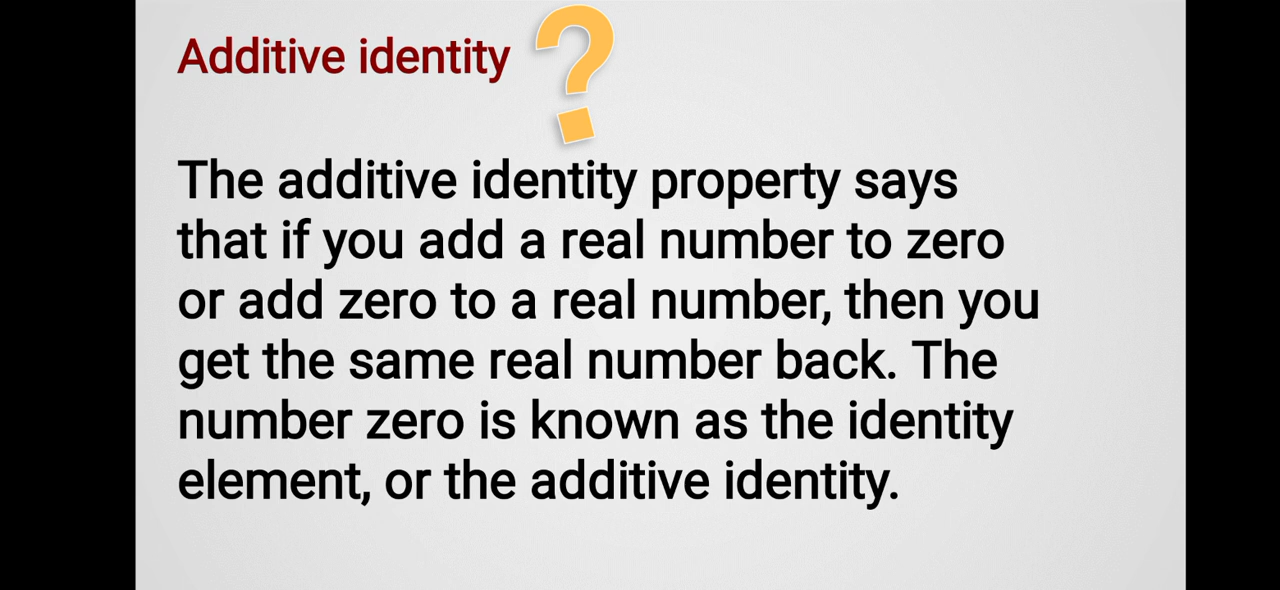 Additive identity ?
The additive identity property says
that if you add a real number to zero
or add zero to a real number, then you
get the same real number back. The
number zero is known as the identity
element, or the additive identity.